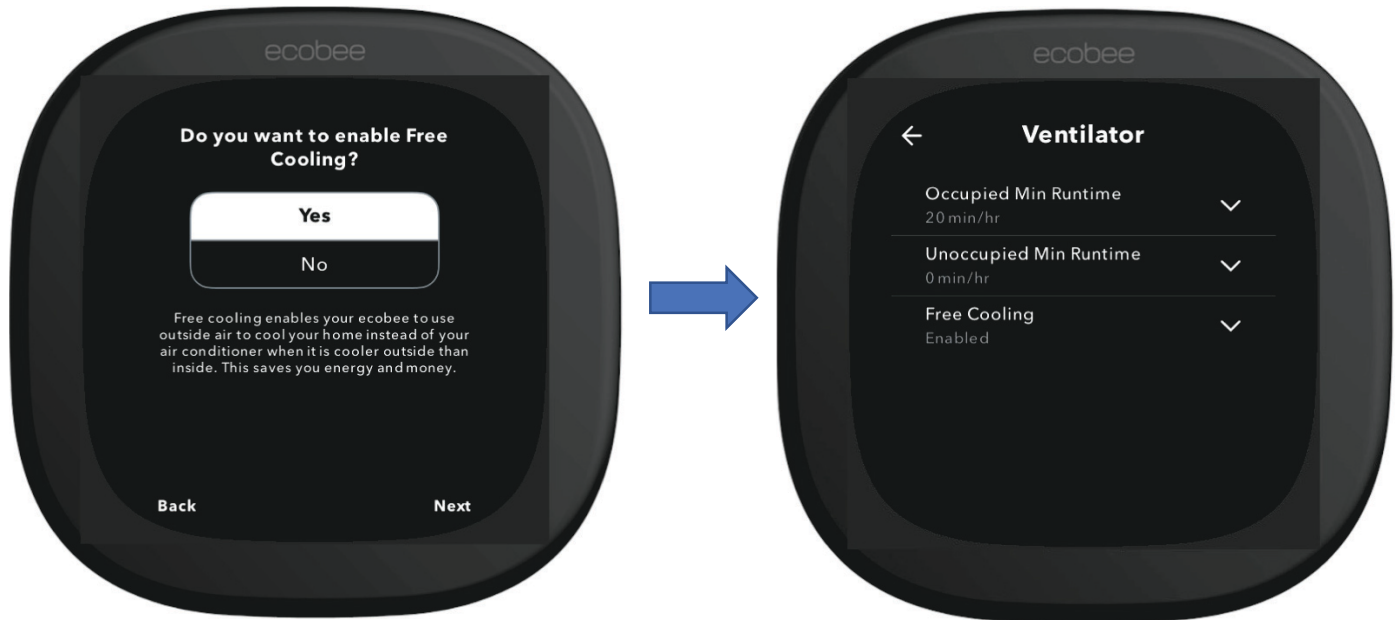 ecobee
Do you want to enable Free
Cooling?
Yes
No
Free cooling enables your ecobee to use
outside air to cool your home instead of your
air conditioner when it is cooler outside than
inside. This saves you energy and money.
Back
Next
ecobee
Ventilator
Occupied Min Runtime
20 min/hr
Unoccupied Min Runtime
0 min/hr
Free Cooling
Enabled